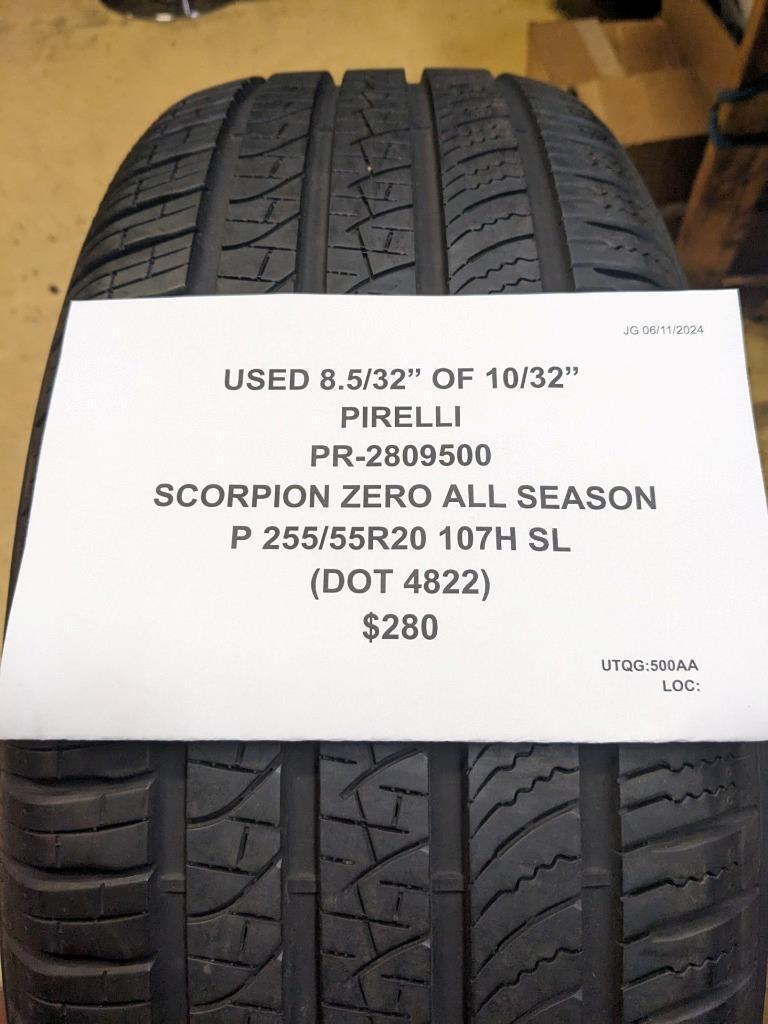 JG 06/11/2024
USED 8.5/32” OF 10/32”
PIRELLI
PR-2809500
SCORPION ZERO ALL SEASON
P 255/55R20 107H SL
(DOT 4822)
$280
UTQG:500AA
LOC: